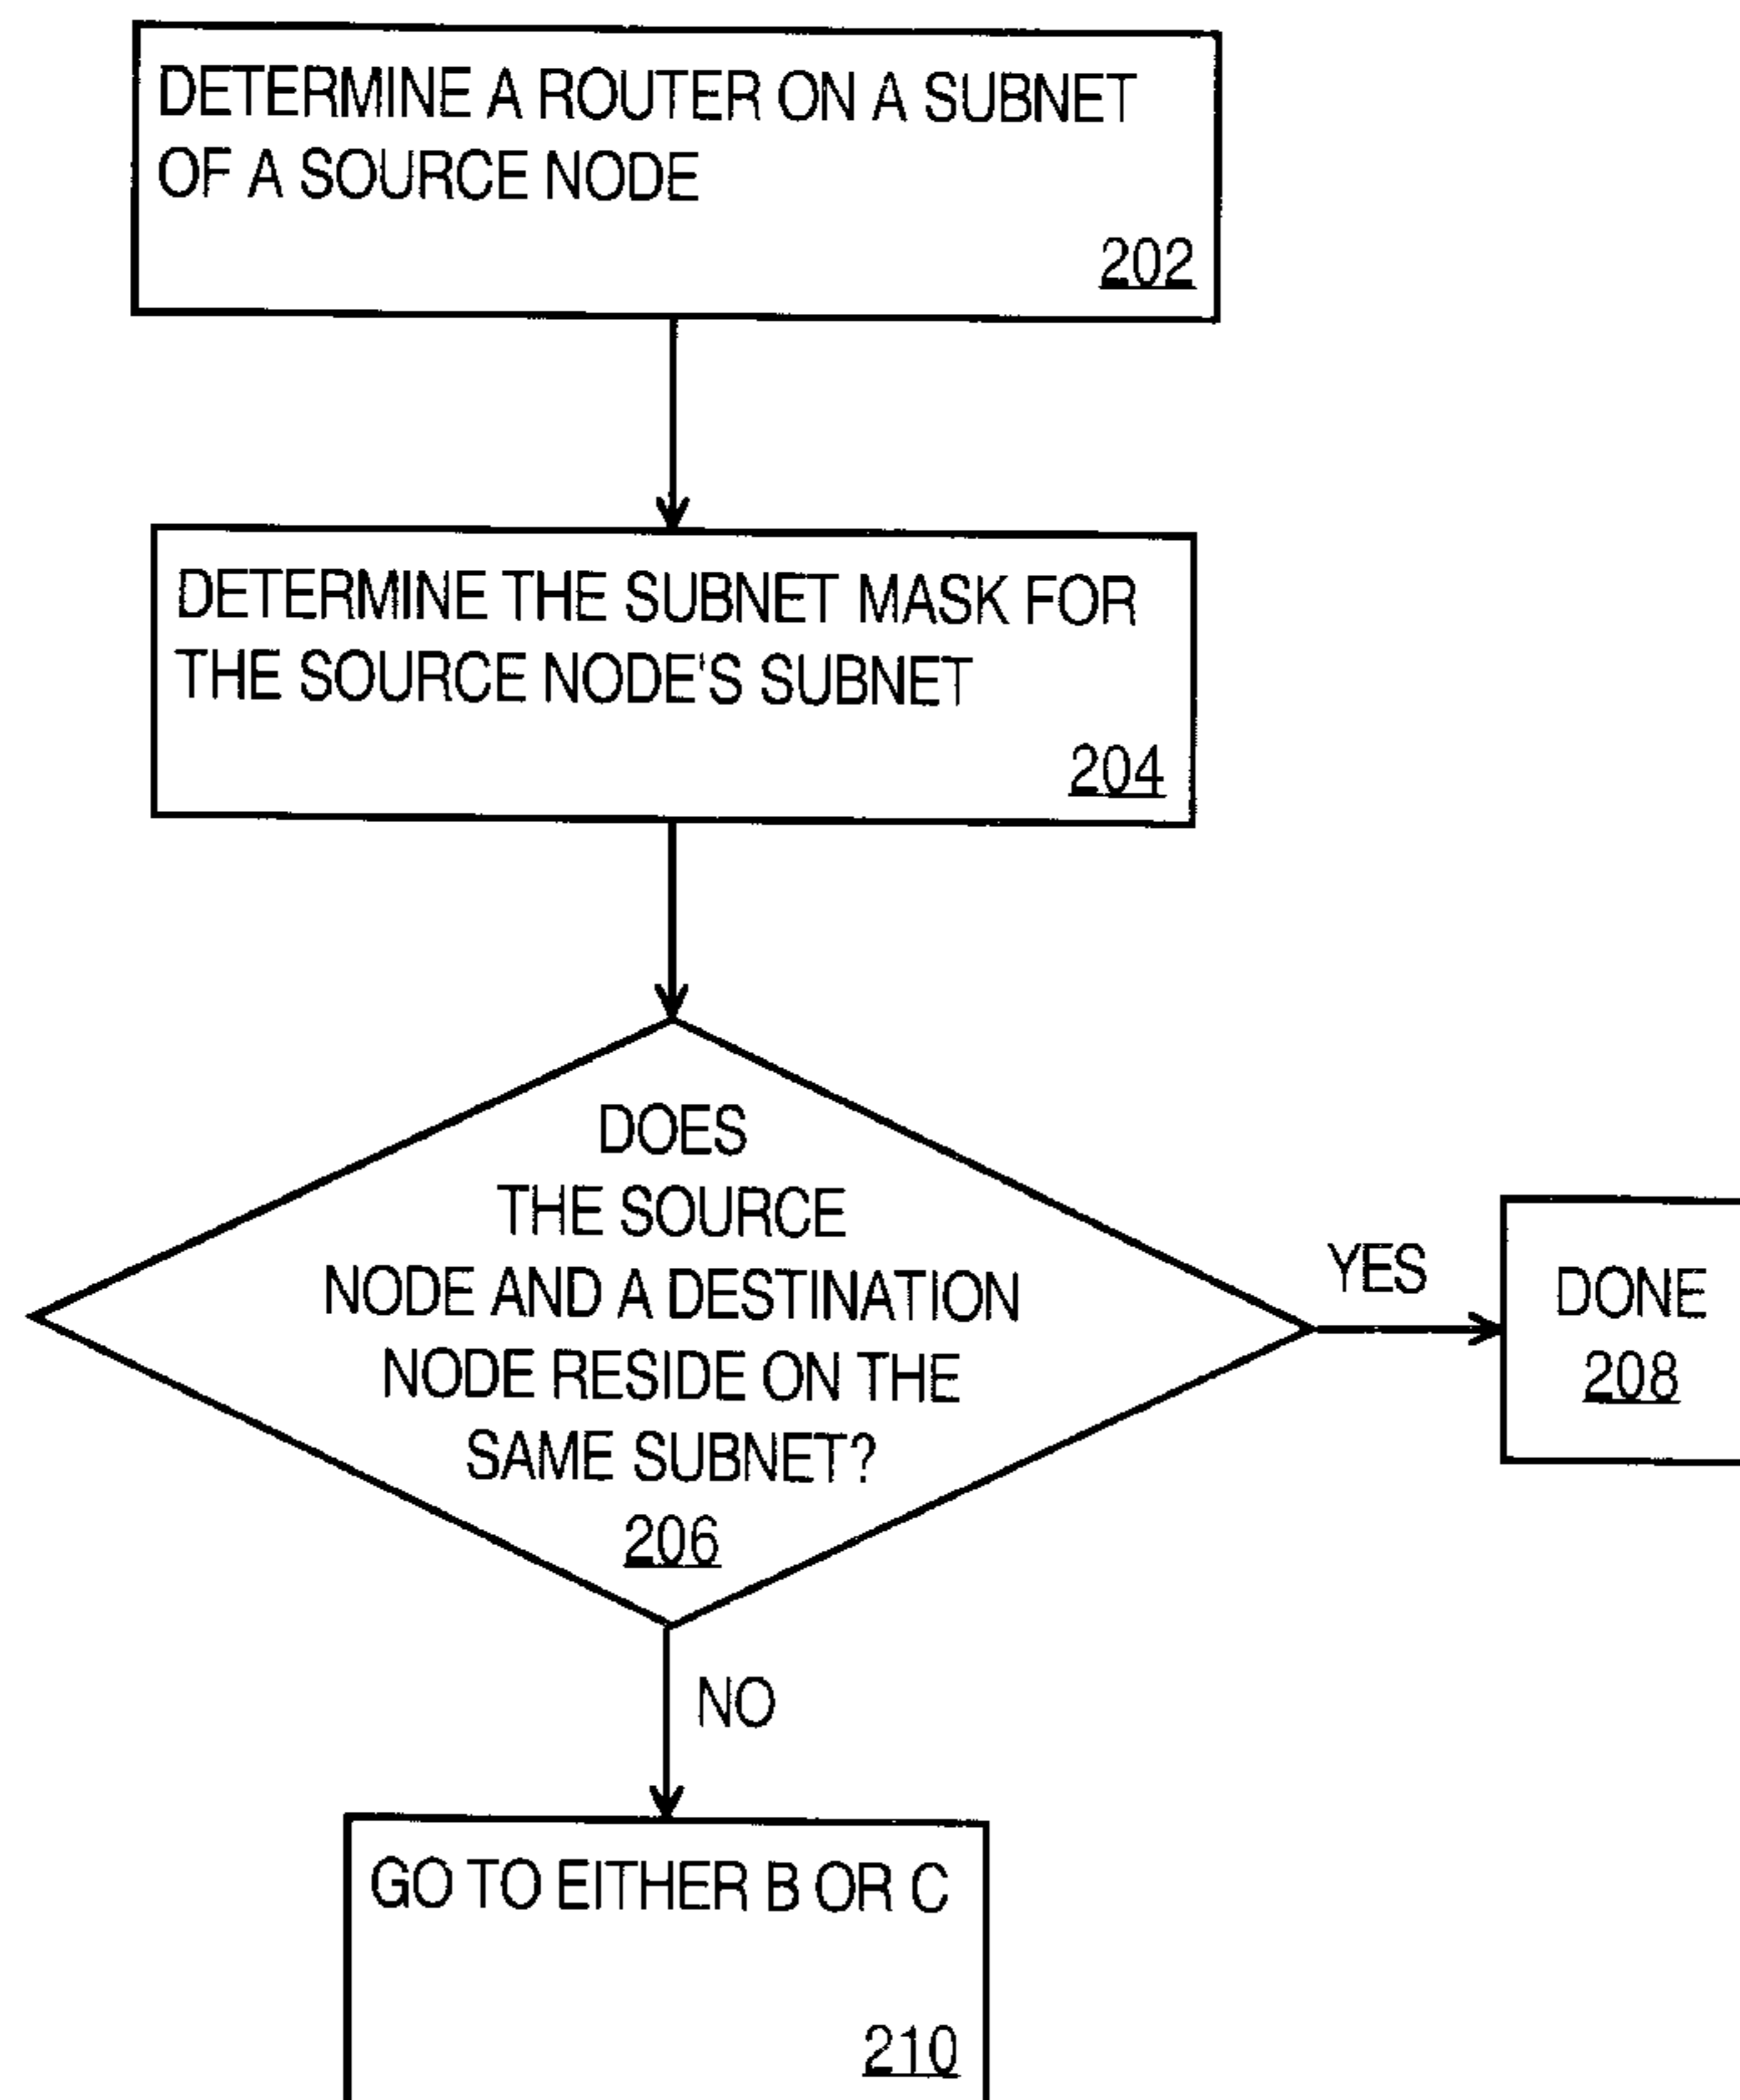 DETERMINE A ROUTER ON A SUBNET
OF A SOURCE NODE
202
DETERMINE THE SUBNET MASK FOR
THE SOURCE NODE'S SUBNET
204
DOES
THE SOURCE
NODE AND A DESTINATION
NODE RESIDE ON THE
SAME SUBNET?
206
YES
DONE
208
NO
GO TO EITHER B OR C
210